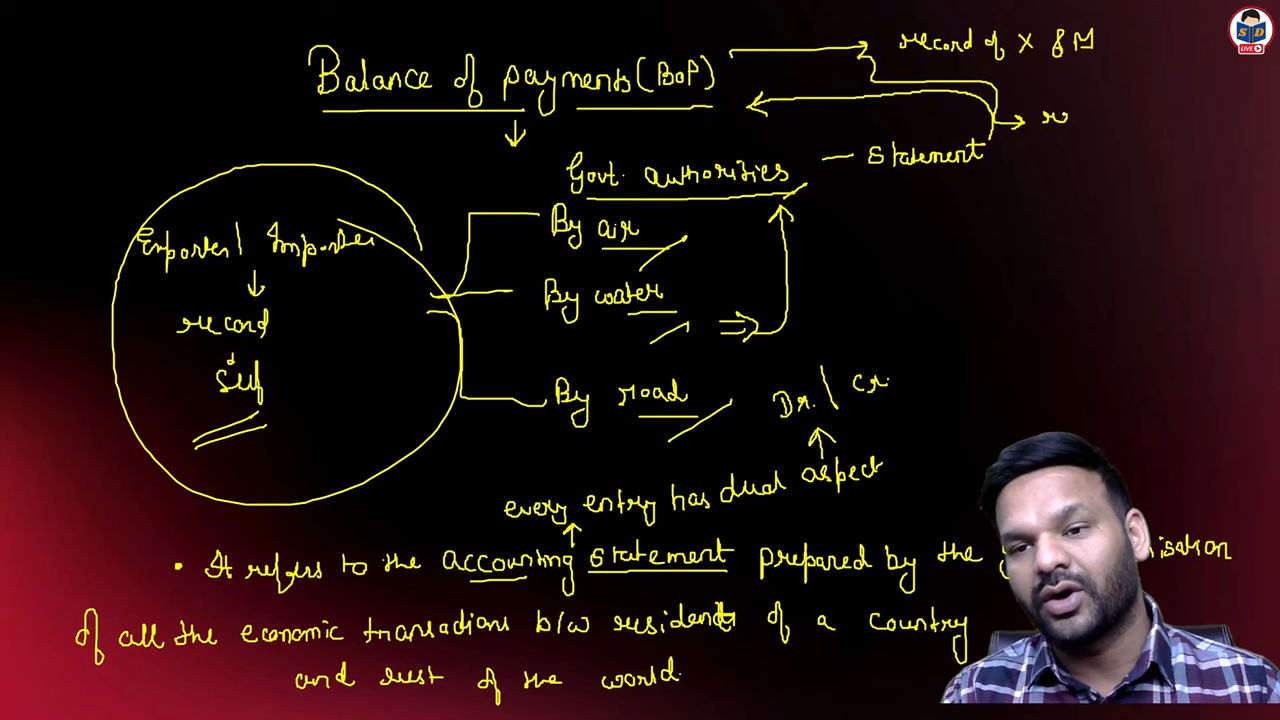 Balance of payments (BoP)
record of X & M
Govt. authorities — Statement
Exporter/ Importer
record
By air
By water
By road
Dr. / Cr.
every entry has dual aspect
• It refers to the accounting statement prepared by the
of all the economic transactions b/w residents of a country
and rest of the world.
SD
LIVE